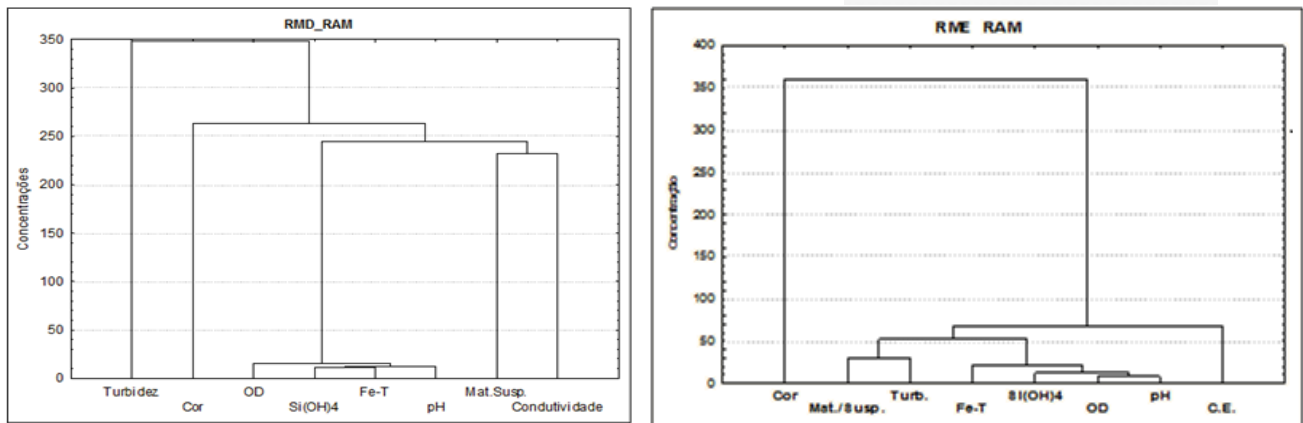 RMD_RAM
350
300
250
200
150
100
50
0
Concentrações
Turbidez OD Fe-T Mat.Susp.
Cor Si(OH)4 pH Condutividade
RME RAM
400
350
300
250
200
150
100
50
0
Concentração
Cor Turb. SI(OH)4 pH
Mat./Susp. Fe-T OD C.E.